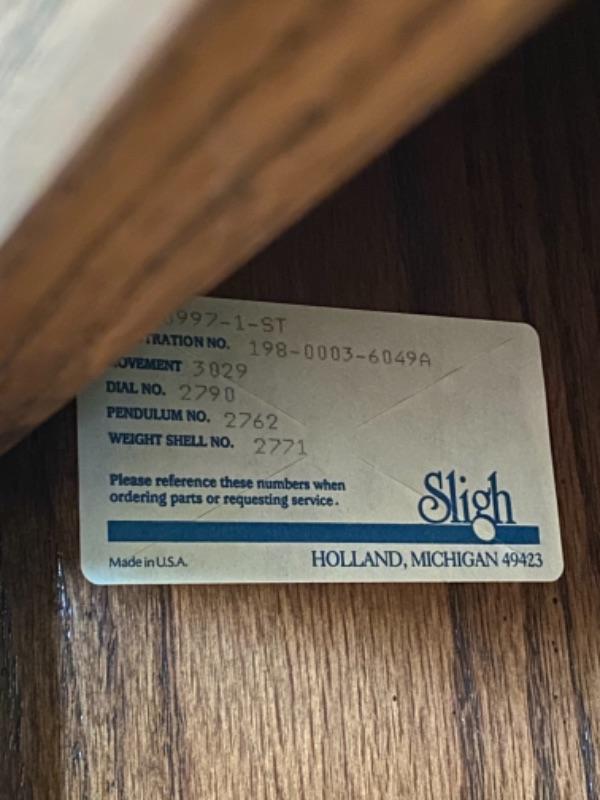 997-1-ST
TRATION NO. 198-0003-6049A
MOVEMENT 3029
DIAL NO. 2790
PENDULUM NO. 2762
WEIGHT SHELL NO. 2771
Please reference these numbers when
ordering parts or requesting service.
Sligh
Made in U.S.A. HOLLAND, MICHIGAN 49423